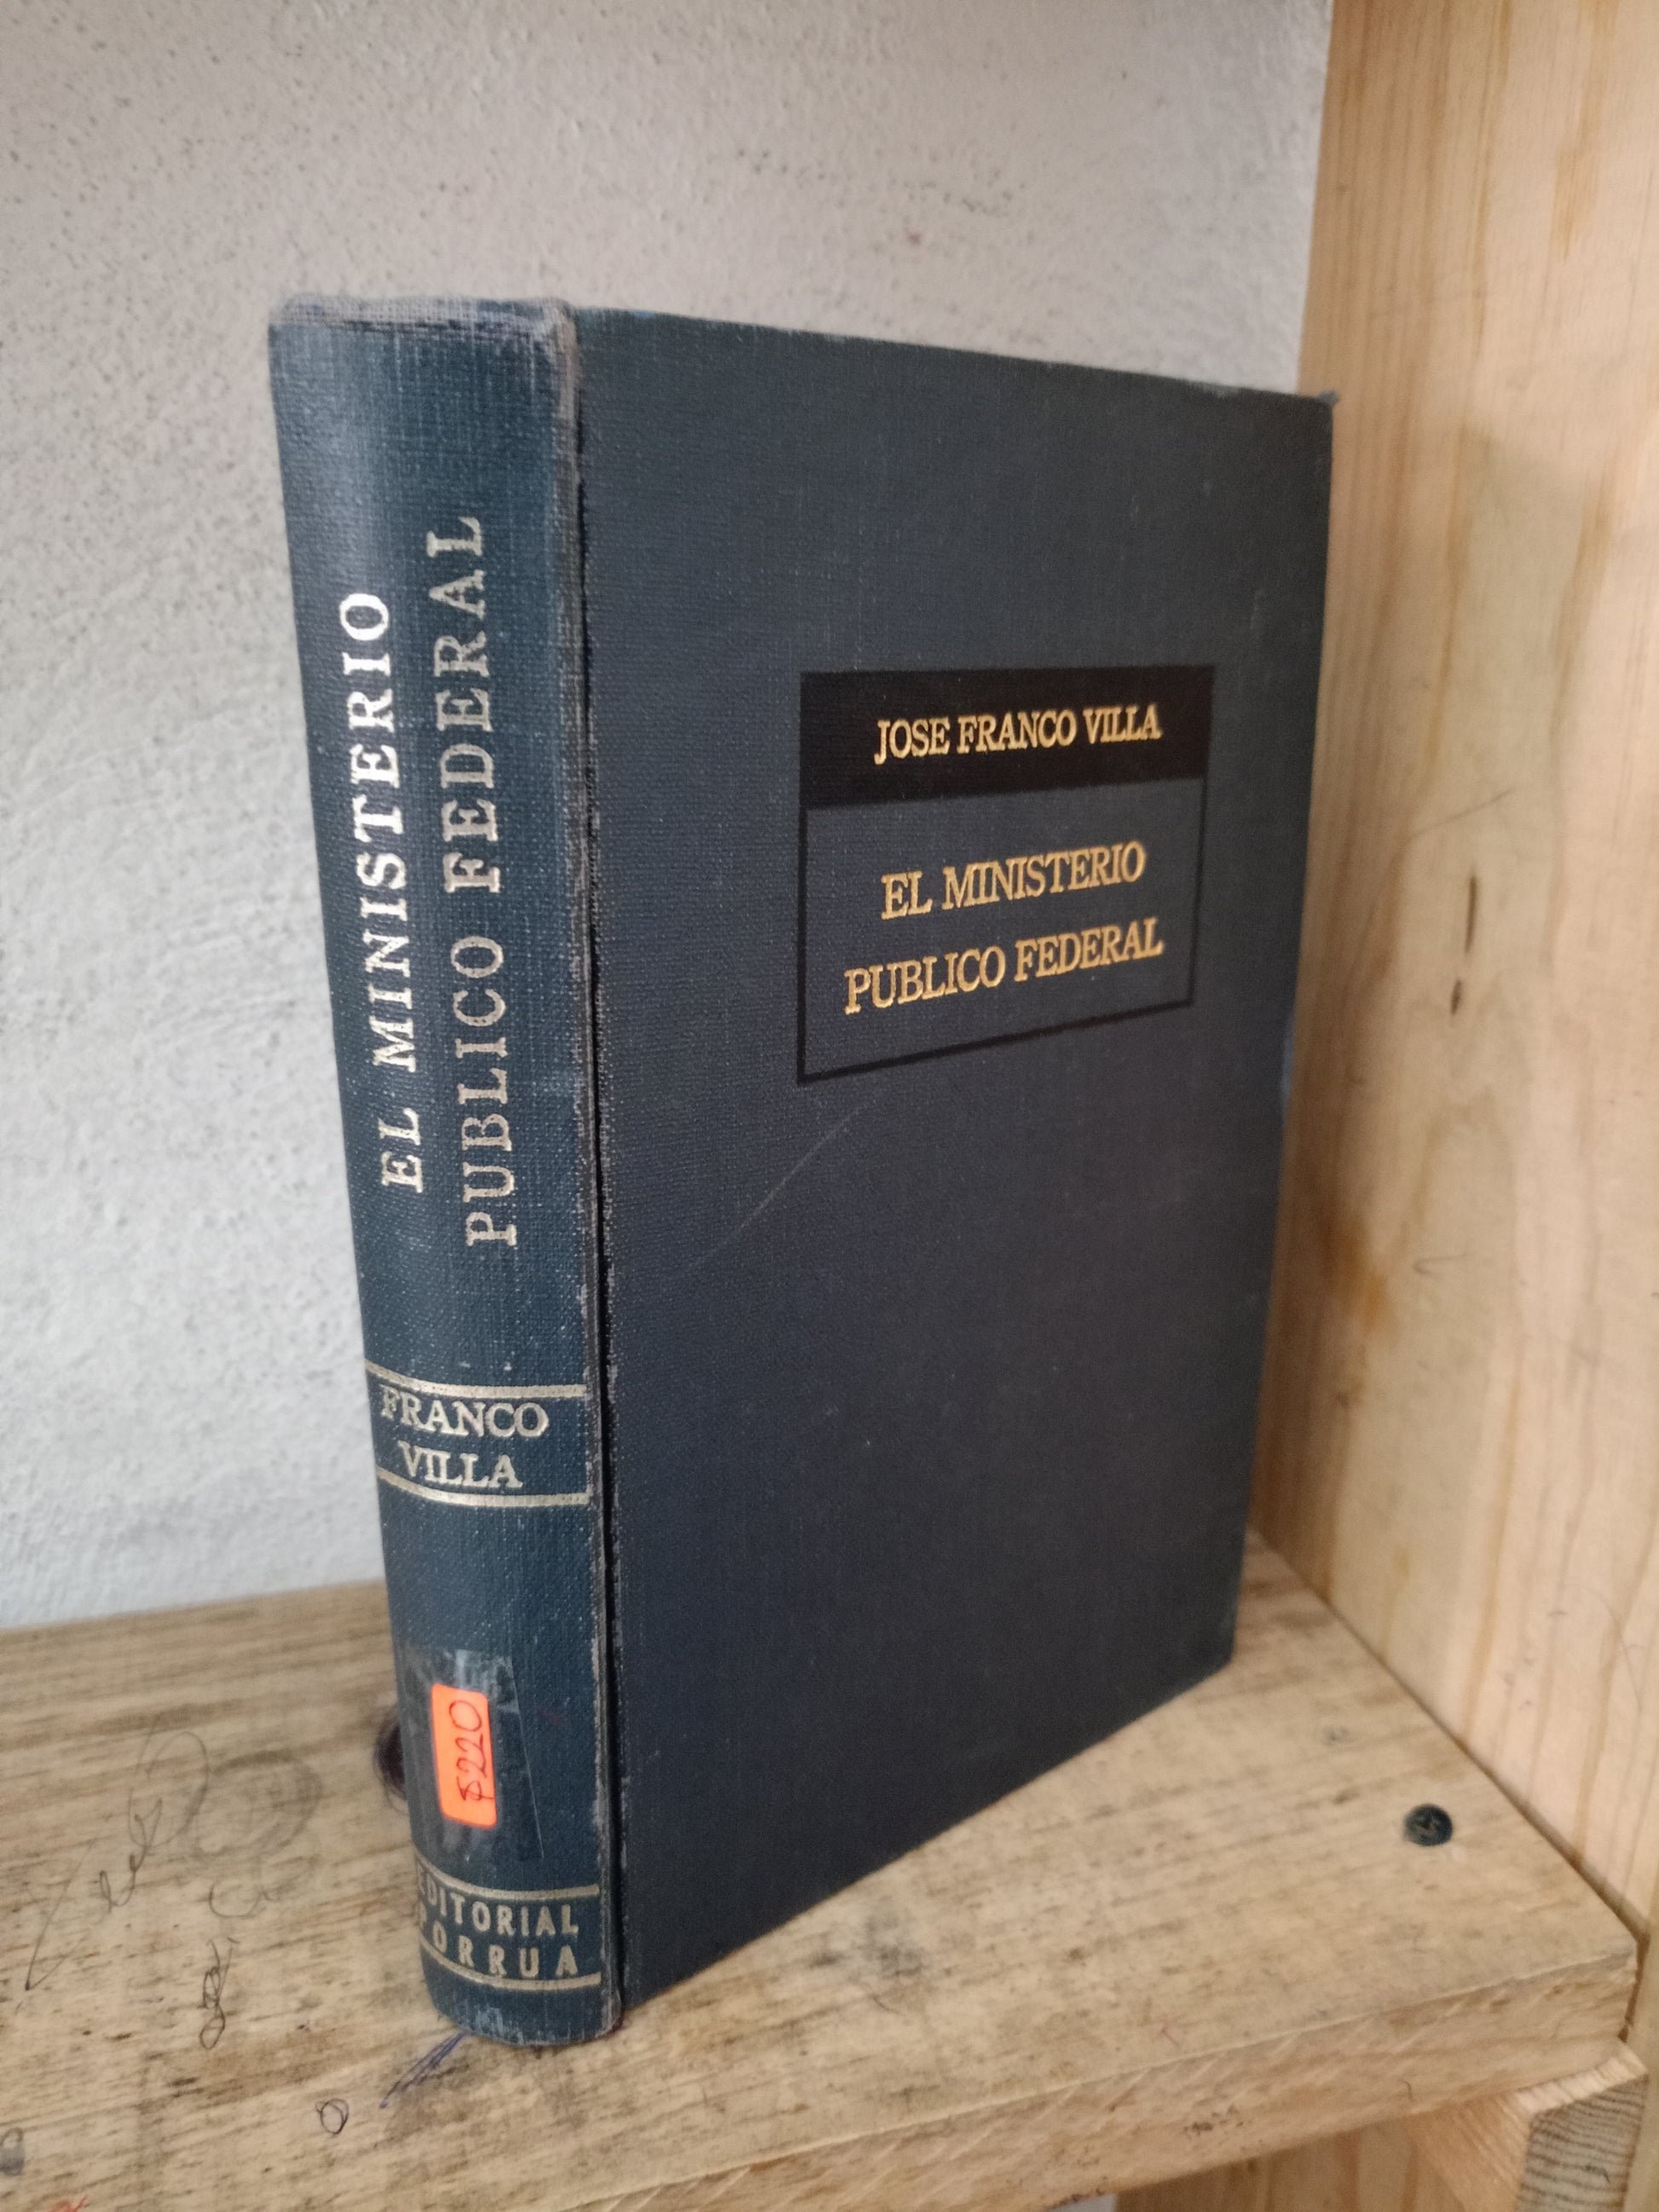 EL MINISTERIO
PUBLICO FEDERAL
FRANCO
VILLA
$220
EDITORIAL
PORRUA
JOSE FRANCO VILLA
EL MINISTERIO
PUBLICO FEDERAL